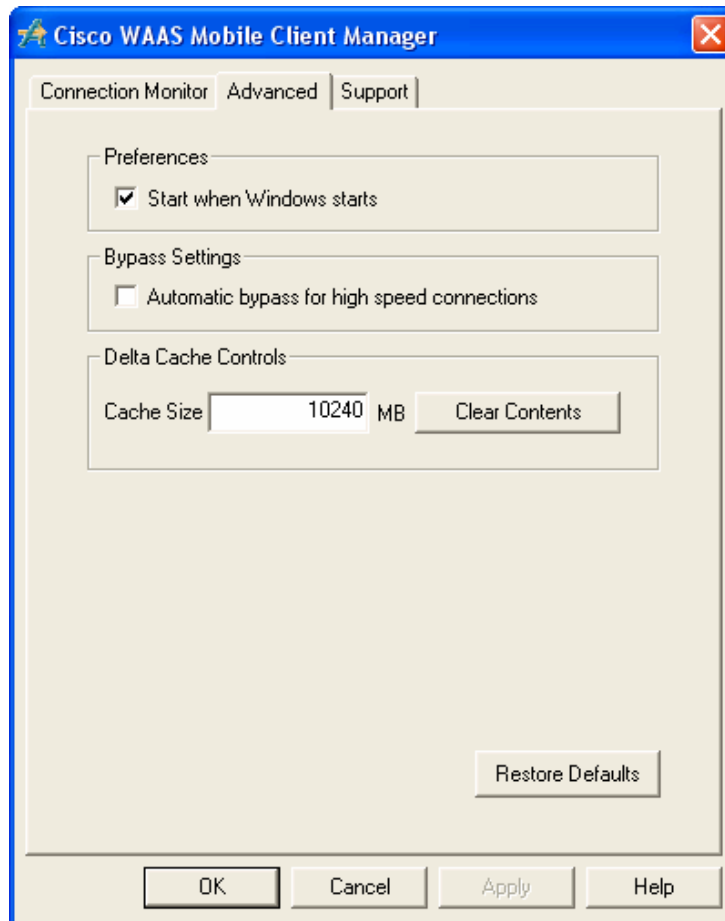 Cisco WAAS Mobile Client Manager
Connection Monitor Advanced Support
Preferences
Start when Windows starts
Bypass Settings
Automatic bypass for high speed connections
Delta Cache Controls
Cache Size 10240 MB Clear Contents
Restore Defaults
OK Cancel Apply Help